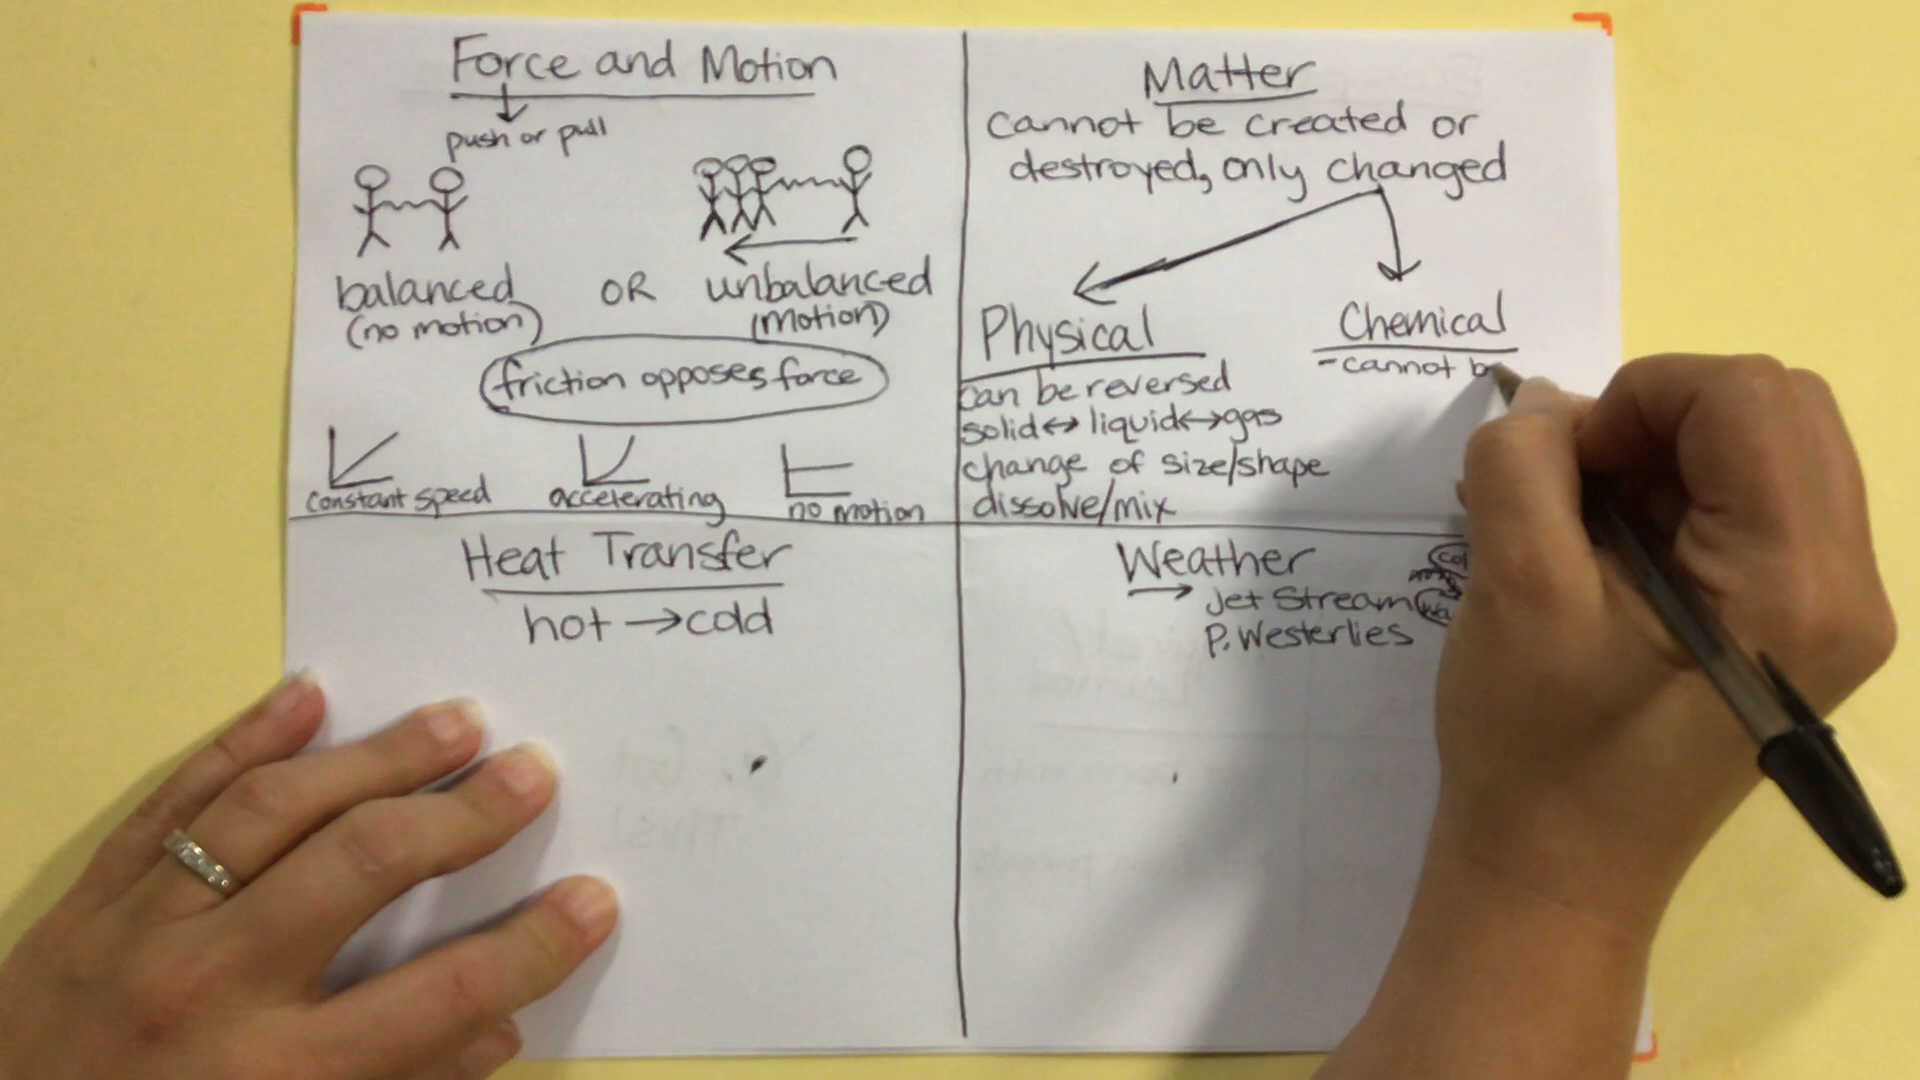 Force and Motion
push or pull
balanced OR unbalanced
(no motion) (motion)
friction opposes force
constant speed accelerating no motion
Matter
cannot be created or
destroyed, only changed
Physical
can be reversed
solid↔liquid↔gas
change of size/shape
dissolve/mix
Chemical
-cannot b
Heat Transfer
hot → cold
Weather
→ Jet Stream
P. Westerlies